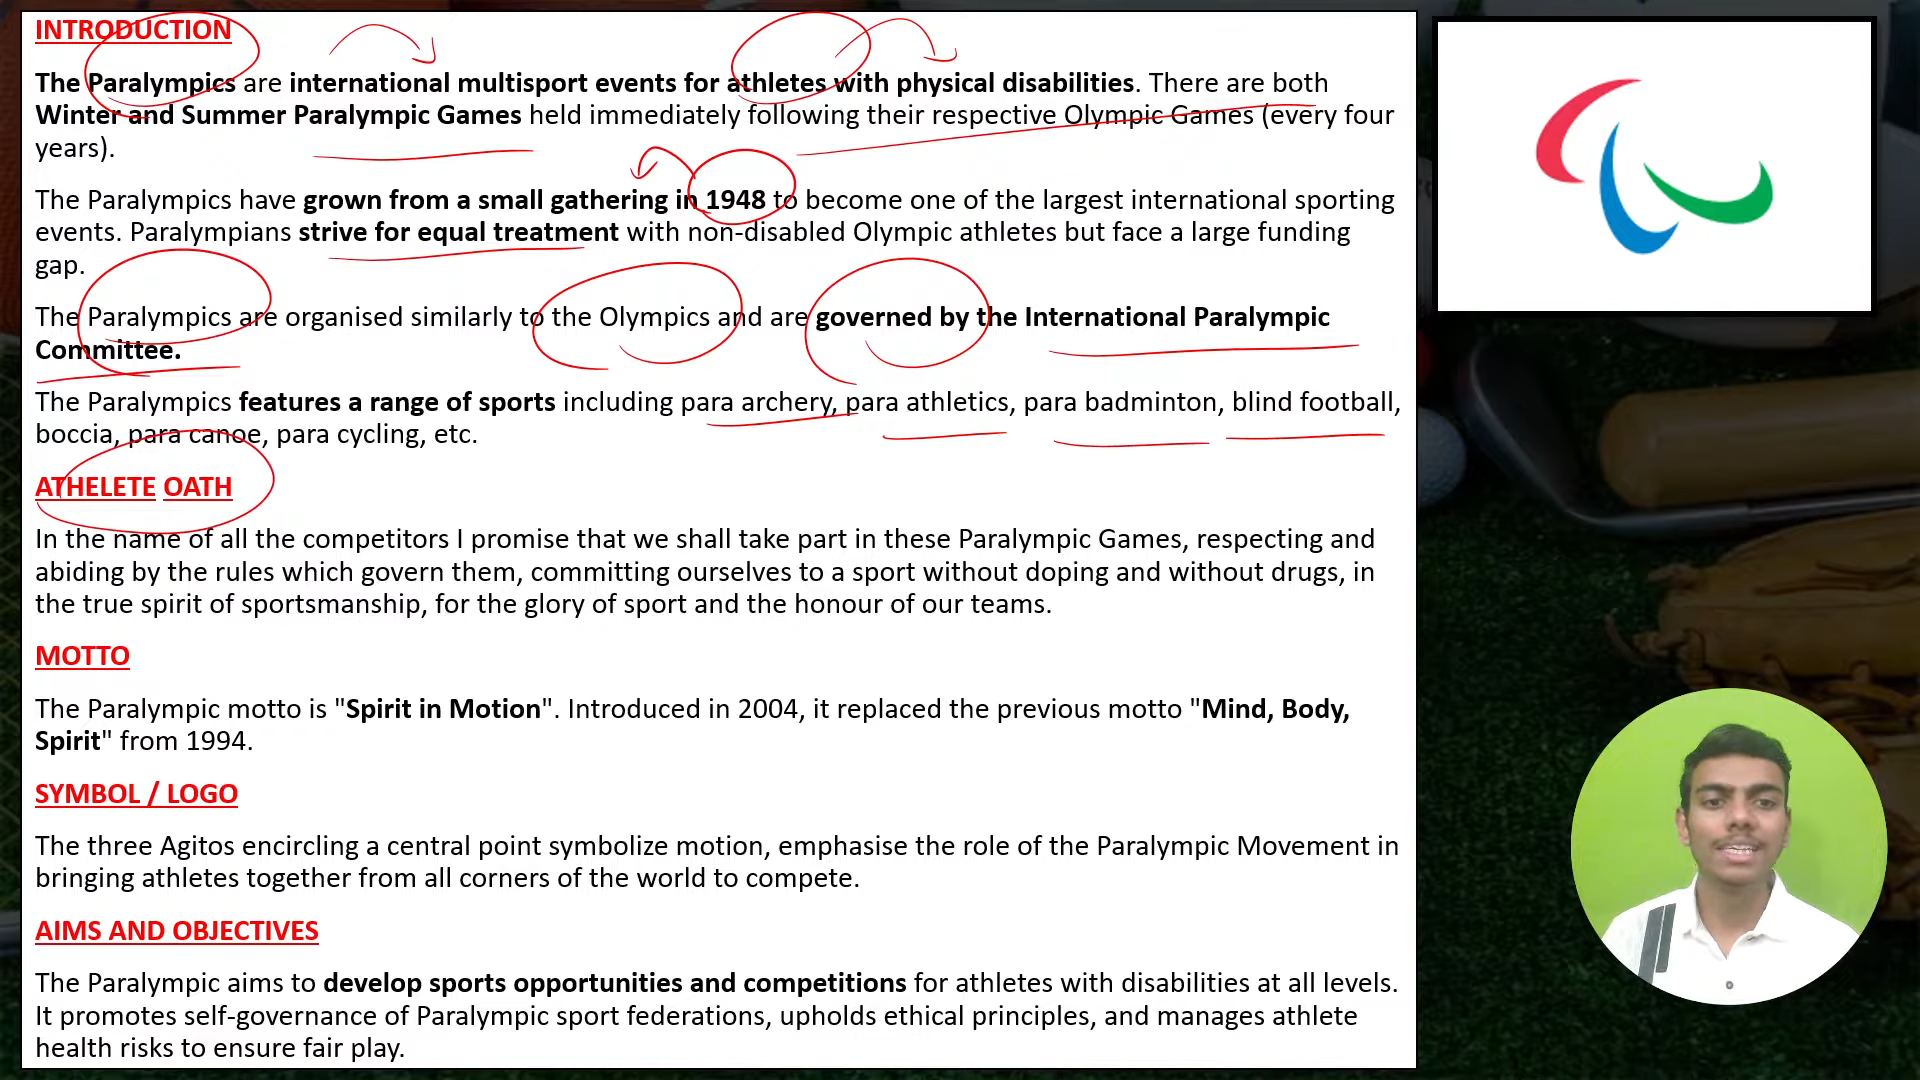 INTRODUCTION
The Paralympics are international multisport events for athletes with physical disabilities. There are both
Winter and Summer Paralympic Games held immediately following their respective Olympic Games (every four
years).
The Paralympics have grown from a small gathering in 1948 to become one of the largest international sporting
events. Paralympians strive for equal treatment with non-disabled Olympic athletes but face a large funding
gap.
The Paralympics are organised similarly to the Olympics and are governed by the International Paralympic
Committee.
The Paralympics features a range of sports including para archery, para athletics, para badminton, blind football,
boccia, para canoe, para cycling, etc.
ATHELETE OATH
In the name of all the competitors I promise that we shall take part in these Paralympic Games, respecting and
abiding by the rules which govern them, committing ourselves to a sport without doping and without drugs, in
the true spirit of sportsmanship, for the glory of sport and the honour of our teams.
MOTTO
The Paralympic motto is "Spirit in Motion". Introduced in 2004, it replaced the previous motto "Mind, Body,
Spirit" from 1994.
SYMBOL / LOGO
The three Agitos encircling a central point symbolize motion, emphasise the role of the Paralympic Movement in
bringing athletes together from all corners of the world to compete.
AIMS AND OBJECTIVES
The Paralympic aims to develop sports opportunities and competitions for athletes with disabilities at all levels.
It promotes self-governance of Paralympic sport federations, upholds ethical principles, and manages athlete
health risks to ensure fair play.